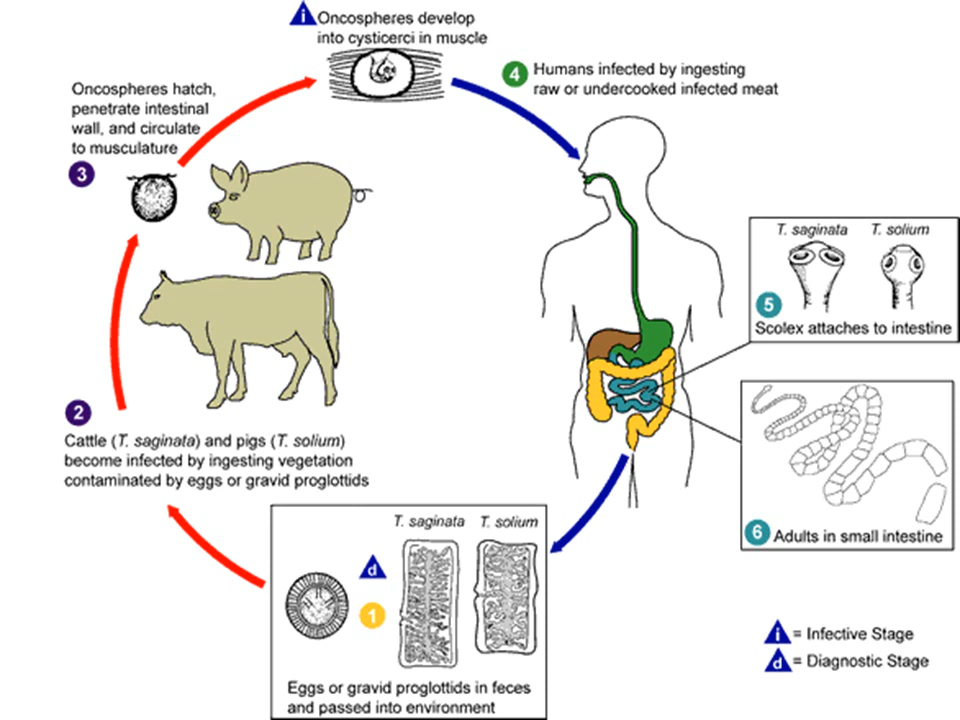 i
Oncospheres develop
into cysticerci in muscle
4
Humans infected by ingesting
raw or undercooked infected meat
Oncospheres hatch,
penetrate intestinal
wall, and circulate
to musculature
3
T. saginata
T. solium
5
Scolex attaches to intestine
2
Cattle (T. saginata) and pigs (T. solium)
become infected by ingesting vegetation
contaminated by eggs or gravid proglottids
6
Adults in small intestine
T. saginata
T. solium
d
1
Eggs or gravid proglottids in feces
and passed into environment
i = Infective Stage
d = Diagnostic Stage